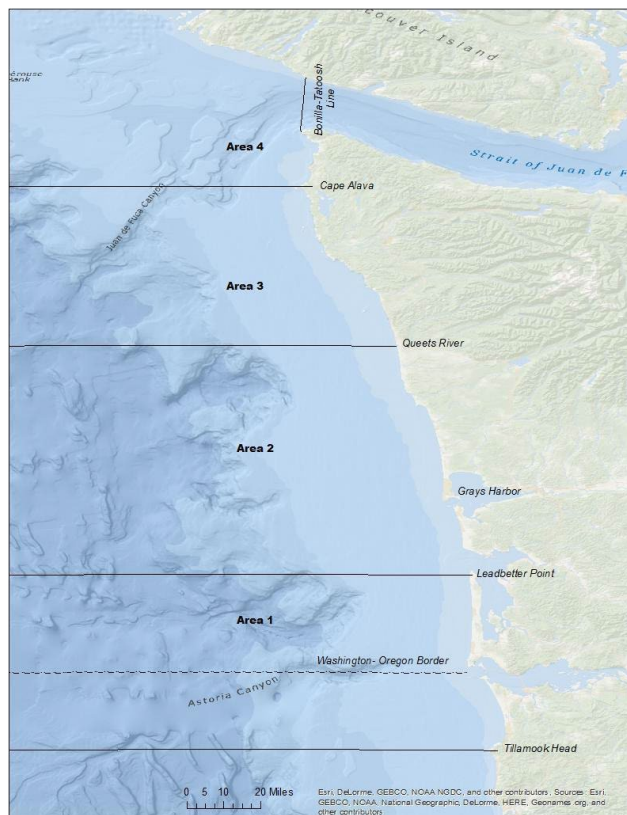 couver Island
Bonilla-Tatoosh
Line
Area 4
Strait of Juan de F
Cape Alava
Juan de Fuca Canyon
Area 3
Queets River
Area 2
Grays Harbor
Leadbetter Point
Area 1
Washington- Oregon Border
Astoria Canyon
Tillamook Head
0 5 10 20 Miles
Esri, DeLorme, GEBCO, NOAA NGDC, and other contributors, Sources: Esri,
GEBCO, NOAA, National Geographic, DeLorme, HERE, Geonames.org, and
other contributors